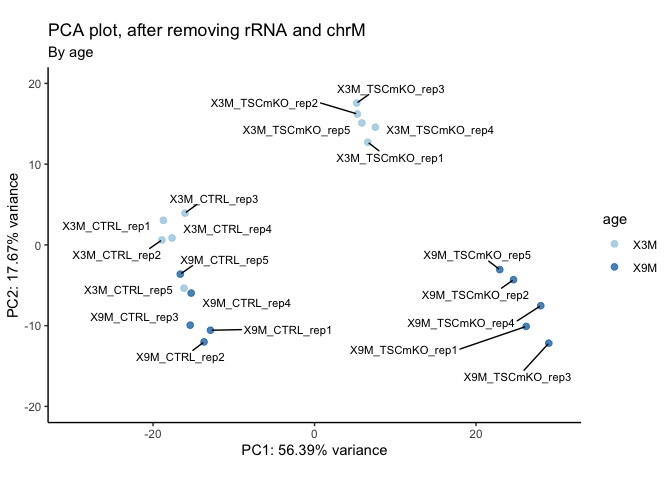 PCA plot, after removing rRNA and chrM
By age
20
10
0
-10
-20
PC2: 17.67% variance
X3M_TSCmKO_rep3
X3M_TSCmKO_rep2
X3M_TSCmKO_rep5
X3M_TSCmKO_rep4
X3M_TSCmKO_rep1
X3M_CTRL_rep3
X3M_CTRL_rep1
X3M_CTRL_rep4
X3M_CTRL_rep2
X9M_CTRL_rep5
X3M_CTRL_rep5
X9M_CTRL_rep4
X9M_CTRL_rep3
X9M_CTRL_rep1
X9M_CTRL_rep2
X9M_TSCmKO_rep5
X9M_TSCmKO_rep2
X9M_TSCmKO_rep4
X9M_TSCmKO_rep1
X9M_TSCmKO_rep3
age
X3M
X9M
-20
0
20
PC1: 56.39% variance